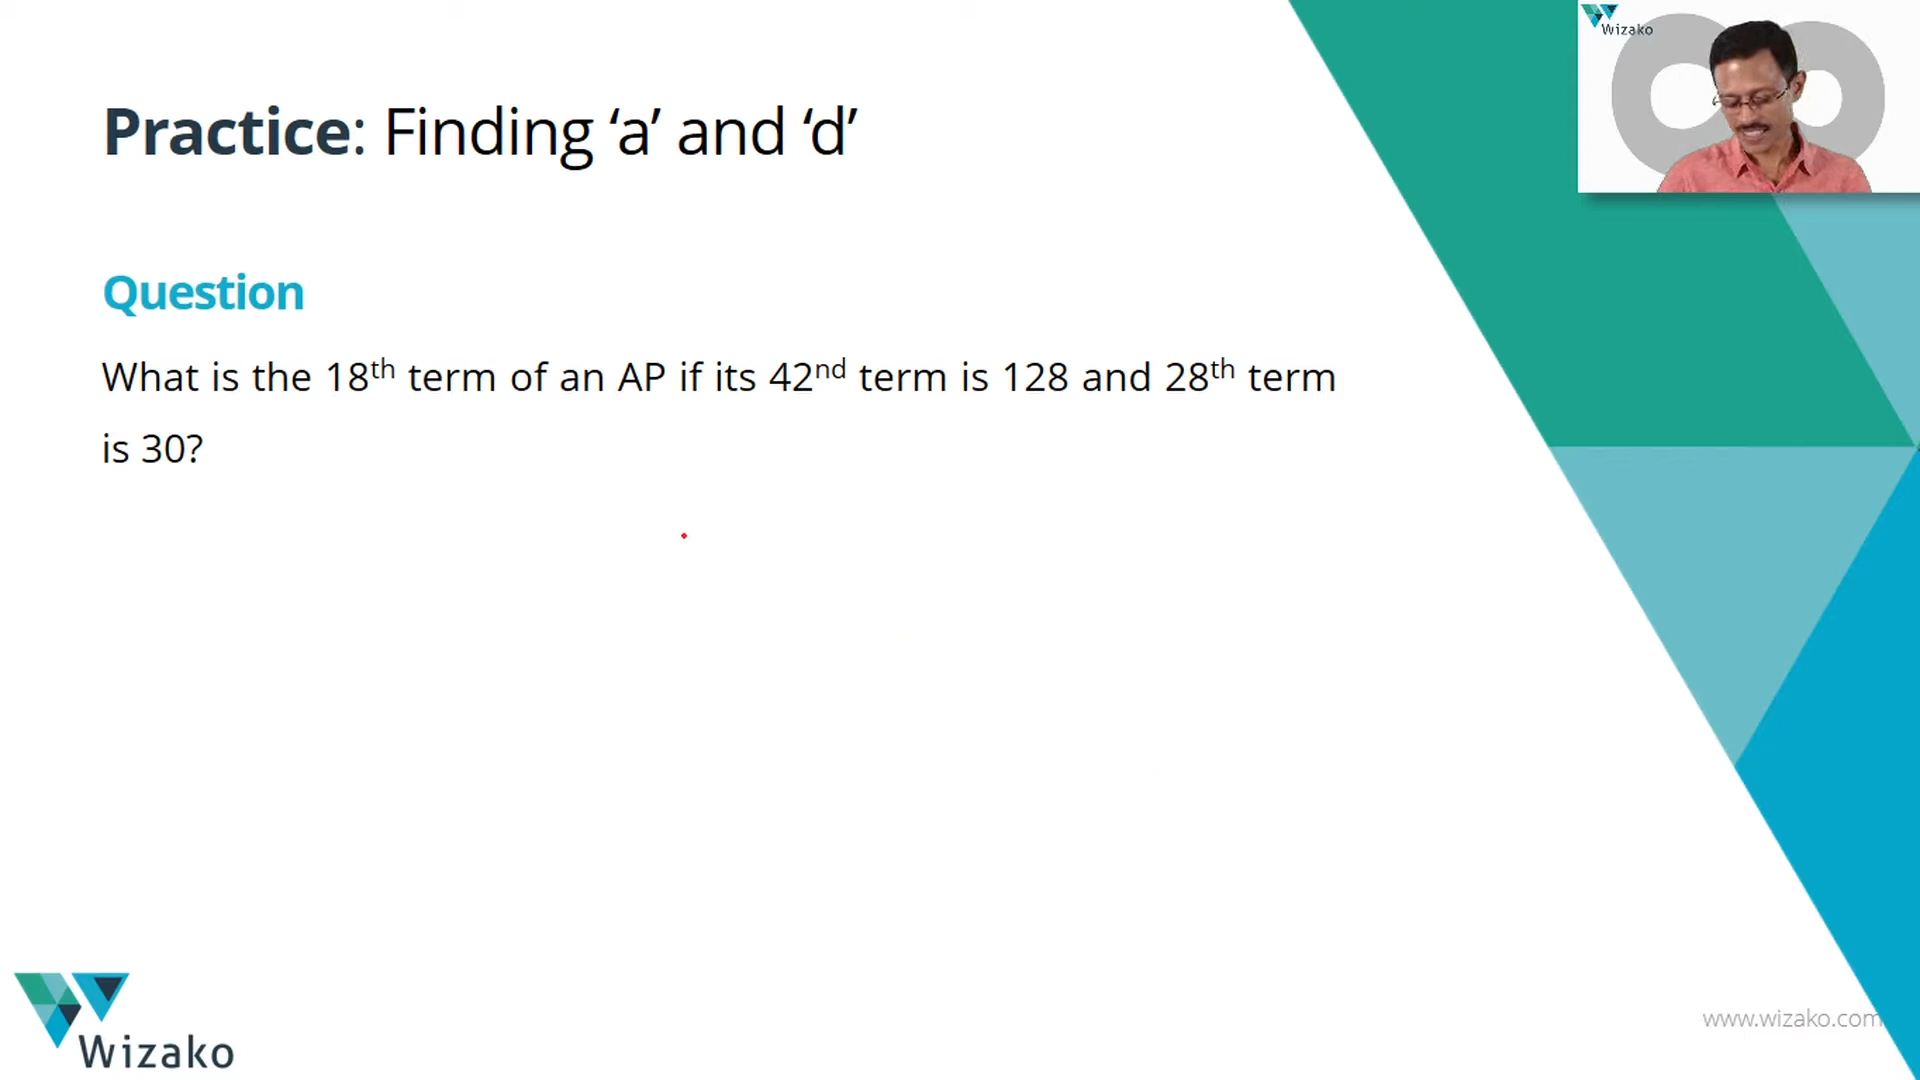 Wizako
Practice: Finding ‘a’ and ‘d’
Question
What is the 18th term of an AP if its 42nd term is 128 and 28th term
is 30?
Wizako
www.wizako.com